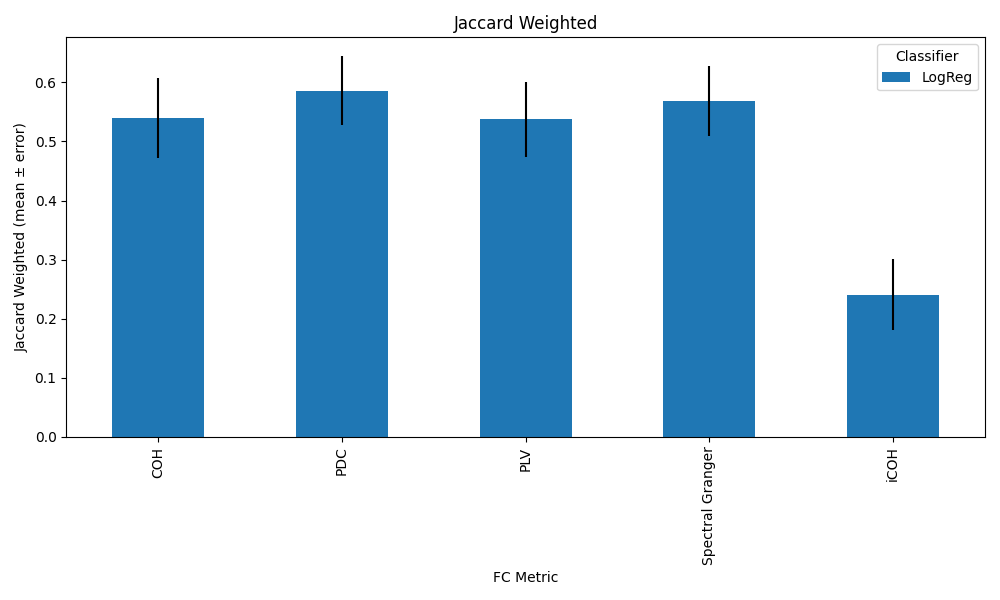 Jaccard Weighted
Classifier
LogReg
Jaccard Weighted (mean ± error)
0.6
0.5
0.4
0.3
0.2
0.1
0.0
COH
PDC
PLV
Spectral Granger
iCOH
FC Metric